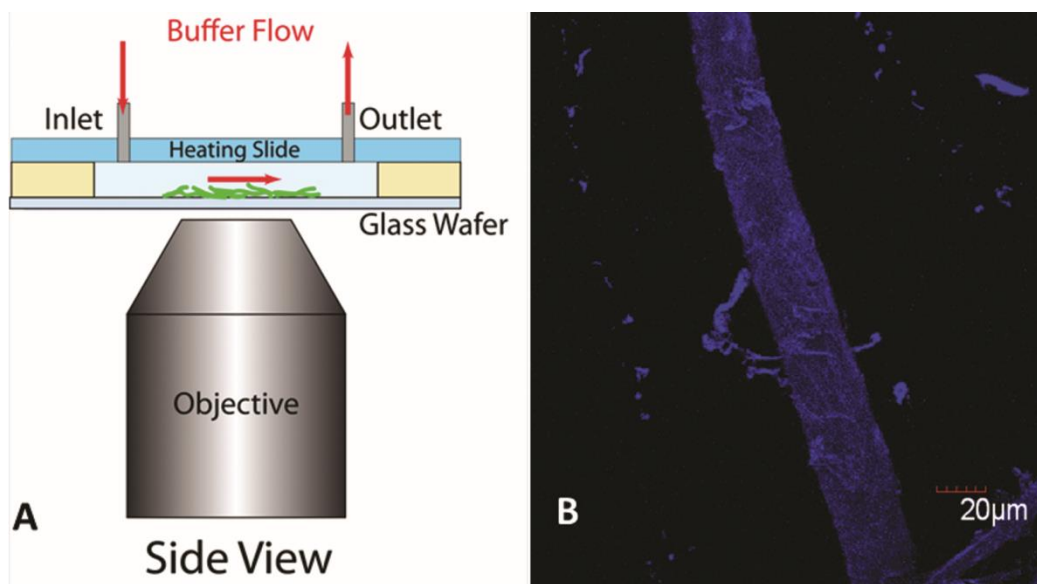 Buffer Flow
Inlet
Outlet
Heating Slide
Glass Wafer
Objective
A
Side View
B
20µm